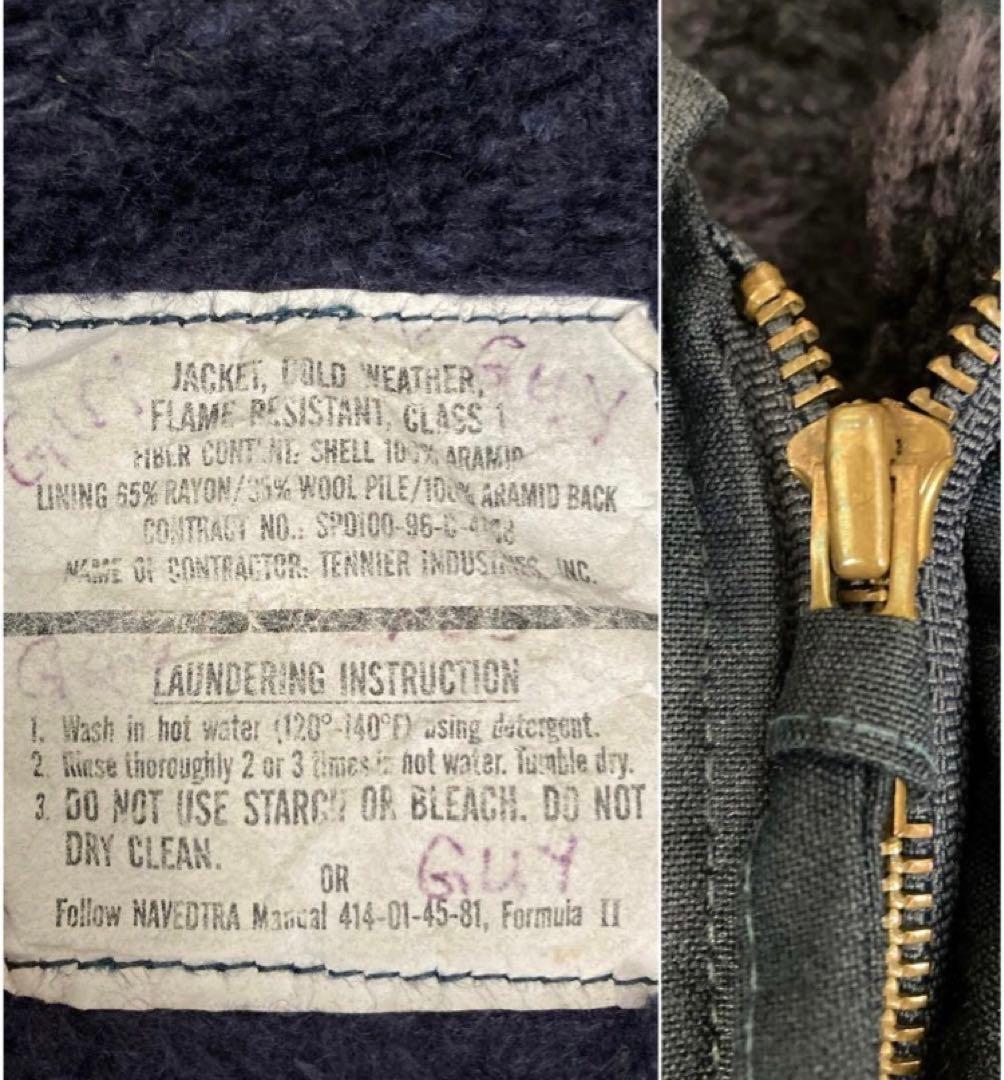 JACKET, COLD WEATHER,
FLAME RESISTANT, CLASS 1
FIBER CONTENT: SHELL 100% ARAMID
LINING 65% RAYON/35% WOOL PILE/100% ARAMID BACK
CONTRACT NO.: SPO100-96-
NAME OF CONTRACTOR: TENNIER INDUSTRIES, INC.
GUY
LAUNDERING INSTRUCTION
1. Wash in hot water (120°-140°F) using detergent.
2. Rinse thoroughly 2 or 3 times in hot water. Tumble dry.
3. DO NOT USE STARCH OR BLEACH. DO NOT
DRY CLEAN.
OR
GUY
Follow NAVEDTRA Manual 414-01-45-81, Formula II